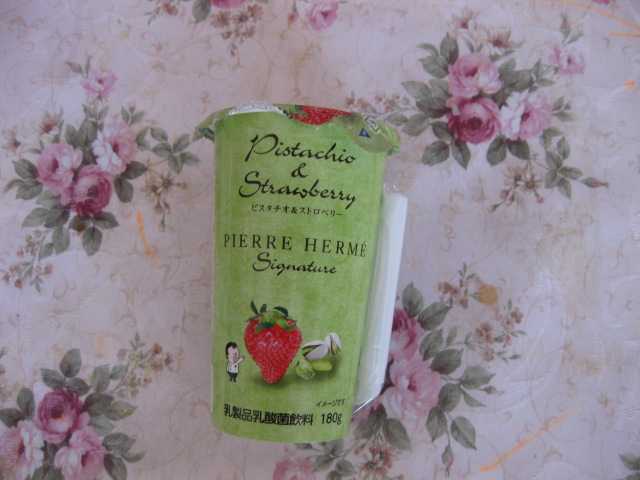 Pistachio
&
Strawberry
ピスタチオ&ストロベリー
PIERRE HERMÉ
Signature
イメージです
乳製品乳酸菌飲料 180g